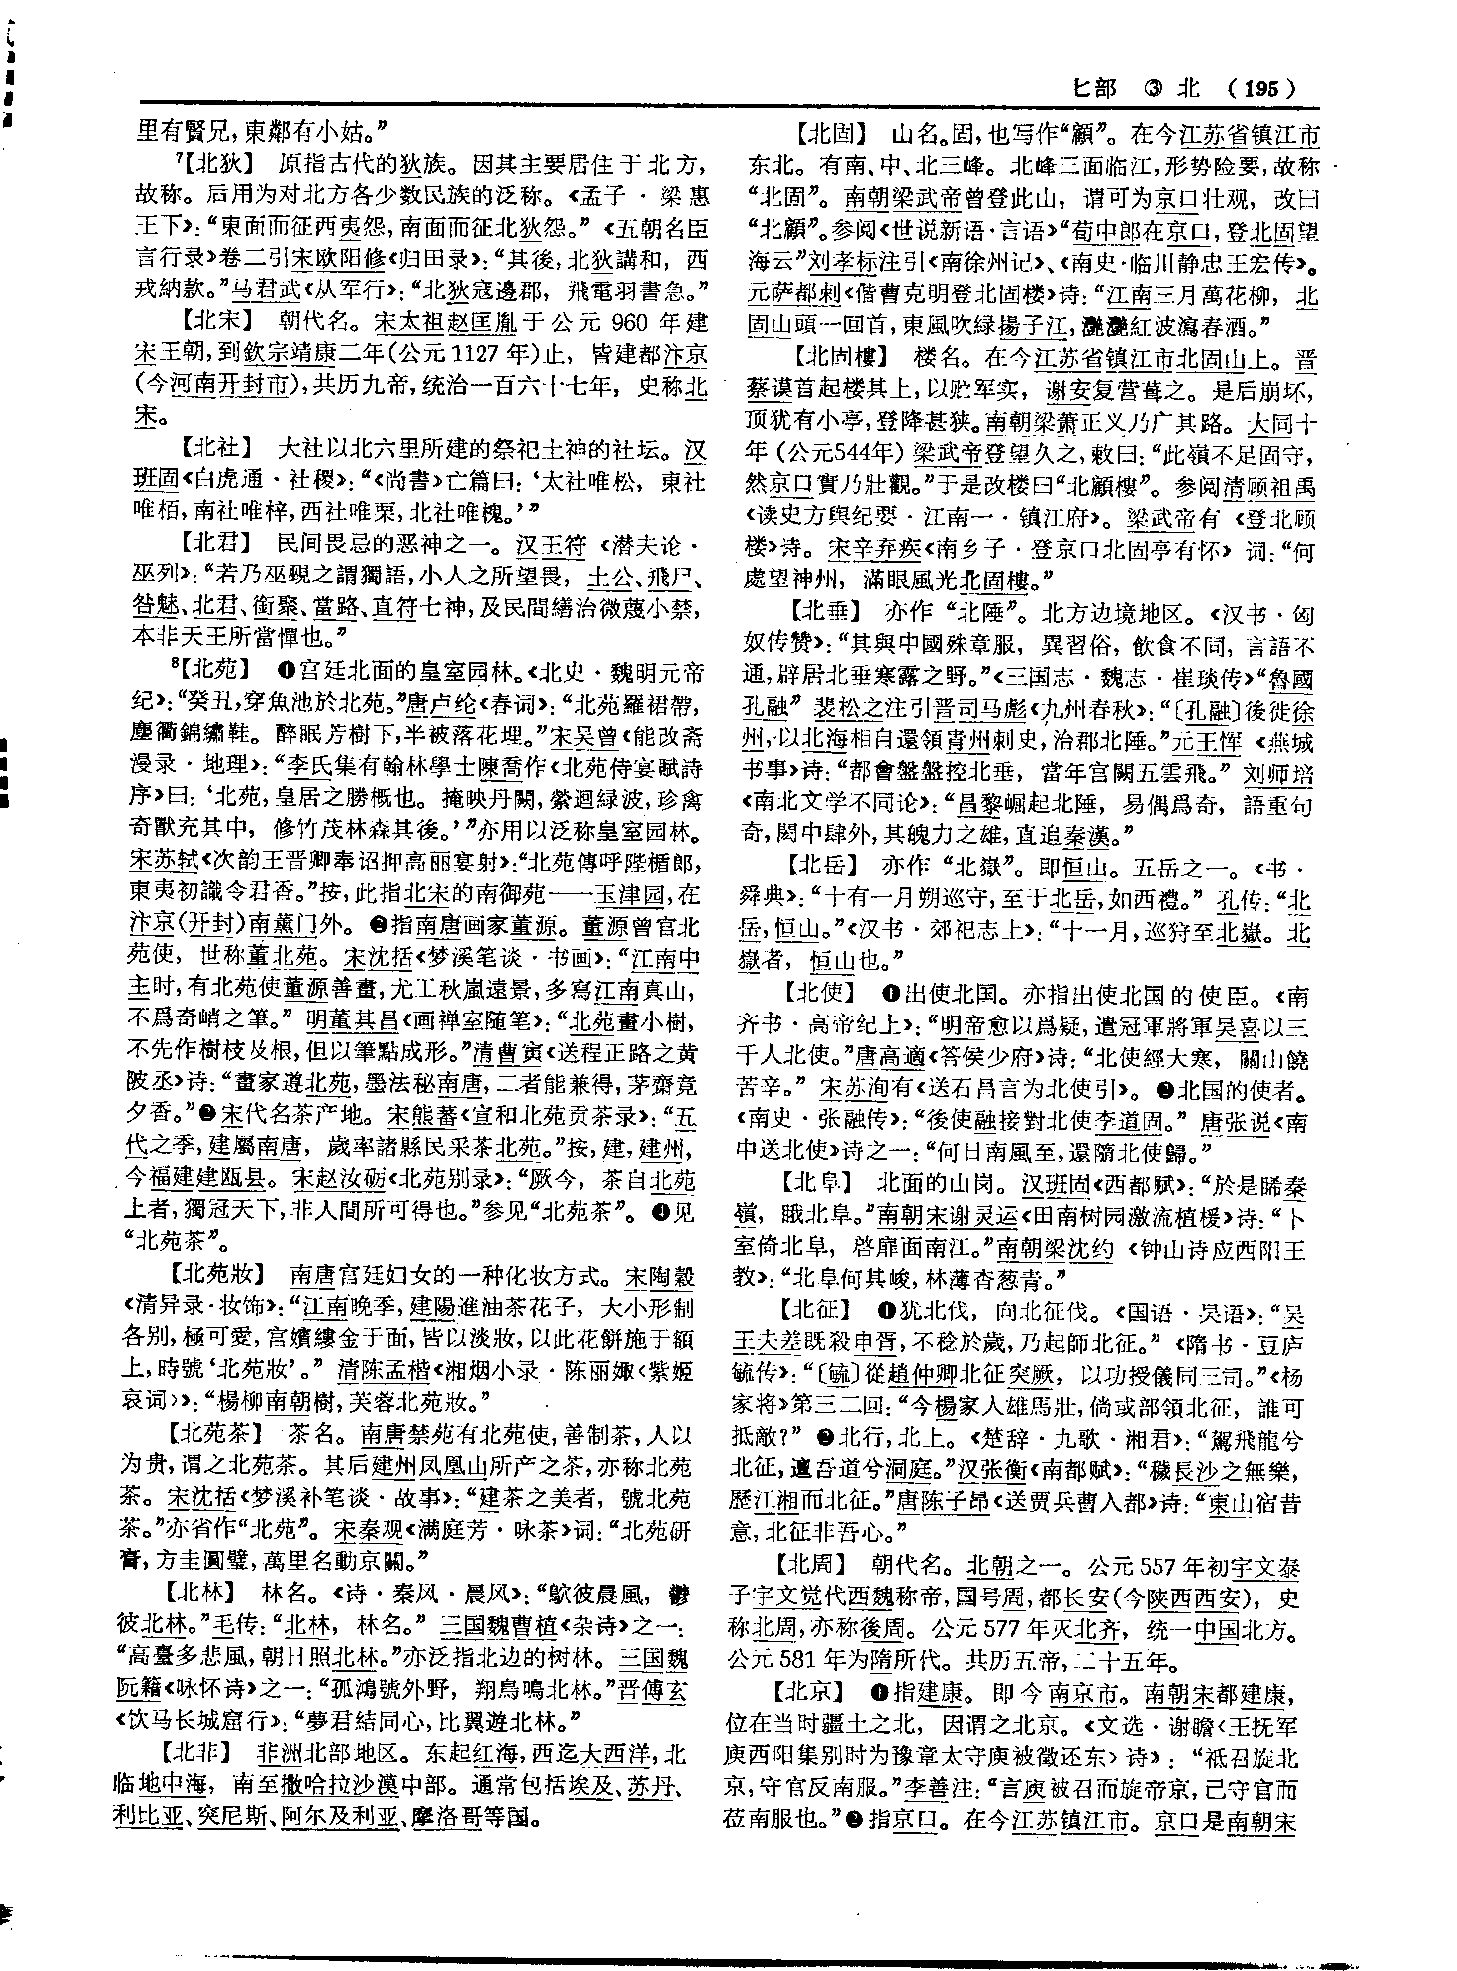 匕部 ③ 北 (195)
里有賢兄，東鄰有小姑。”
⁷【北狄】 原指古代的狄族。因其主要居住于北方，
故称。后用为对北方各少数民族的泛称。《孟子·梁惠
王下》：“東面而征西夷怨，南面而征北狄怨。”《五朝名臣
言行录》卷二引宋欧阳修《归田录》：“其後，北狄講和，西
戎納款。”马君武《从军行》：“北狄寇邊郡，飛電羽書急。”
【北宋】 朝代名。宋太祖赵匡胤于公元 960 年建
宋王朝，到欽宗靖康二年(公元1127 年)止，皆建都汴京
(今河南开封市)，共历九帝，统治一百六十七年，史称北
宋。
【北社】 大社以北六里所建的祭祀土神的社坛。汉
班固《白虎通·社稷》：“《尚書》亡篇曰：‘太社唯松，東社
唯栢，南社唯梓，西社唯栗，北社唯槐。’”
【北君】 民间畏忌的恶神之一。汉王符《潜夫论·
巫列》：“若乃巫覡之謂獨語，小人之所望畏，土公、飛尸、
咎魅、北君、銜聚、當路、直符七神，及民間繕治微蔑小禁，
本非天王所當憚也。”
⁸【北苑】 ❶宫廷北面的皇室园林。《北史·魏明元帝
纪》：“癸丑，穿魚池於北苑。”唐卢纶《春词》：“北苑羅裙帶，
塵衢錦繡鞋。醉眠芳樹下，半被落花埋。”宋吴曾《能改斋
漫录·地理》：“李氏集有翰林學士陳喬作《北苑侍宴賦詩
序》曰：‘北苑，皇居之勝概也。掩映丹闕，縈迴緑波，珍禽
奇獸充其中，修竹茂林森其後。’”亦用以泛称皇室园林。
宋苏轼《次韵王晋卿奉诏押高丽宴射》：“北苑傳呼陛楯郎，
東夷初識令君香。”按，此指北宋的南御苑——玉津园，在
汴京(开封)南薰门外。❷指南唐画家董源。董源曾官北
苑使，世称董北苑。宋沈括《梦溪笔谈·书画》：“江南中
主时，有北苑使董源善畫，尤工秋嵐遠景，多寫江南真山，
不爲奇峭之筆。”明董其昌《画禅室随笔》：“北苑畫小樹，
不先作樹枝及根，但以筆點成形。”清曹寅《送程正路之黄
陂丞》诗：“畫家遵北苑，墨法秘南唐，二者能兼得，茅齋竟
夕香。”❸宋代名茶产地。宋熊蕃《宣和北苑贡茶录》：“五
代之季，建屬南唐，歲率諸縣民采茶北苑。”按，建，建州，
今福建建瓯县。宋赵汝砺《北苑别录》：“厥今，茶自北苑
上者，獨冠天下，非人間所可得也。”参见“北苑茶”。❹见
“北苑茶”。
【北苑妝】 南唐宫廷妇女的一种化妆方式。宋陶穀
《清异录·妆饰》：“江南晚季，建陽進油茶花子，大小形制
各别，極可愛，宫嬪縷金于面，皆以淡妝，以此花餅施于額
上，時號‘北苑妝’。”清陈孟楷《湘烟小录·陈丽娵〈紫姬
哀词〉》：“楊柳南朝樹，芙蓉北苑妝。”
【北苑茶】 茶名。南唐禁苑有北苑使，善制茶，人以
为贵，谓之北苑茶。其后建州凤凰山所产之茶，亦称北苑
茶。宋沈括《梦溪补笔谈·故事》：“建茶之美者，號北苑
茶。”亦省作“北苑”。宋秦观《满庭芳·咏茶》词：“北苑研
膏，方圭圓璧，萬里名動京關。”
【北林】 林名。《诗·秦风·晨风》：“鴥彼晨風，鬱
彼北林。”毛传：“北林，林名。”三国魏曹植《杂诗》之一：
“高臺多悲風，朝日照北林。”亦泛指北边的树林。三国魏
阮籍《咏怀诗》之一：“孤鴻號外野，翔鳥鳴北林。”晋傅玄
《饮马长城窟行》：“夢君結同心，比翼遊北林。”
【北非】 非洲北部地区。东起红海，西迄大西洋，北
临地中海，南至撒哈拉沙漠中部。通常包括埃及、苏丹、
利比亚、突尼斯、阿尔及利亚、摩洛哥等国。
【北固】 山名。固，也写作“顧”。在今江苏省镇江市
东北。有南、中、北三峰。北峰三面临江，形势险要，故称
“北固”。南朝梁武帝曾登此山，谓可为京口壮观，改曰
“北顧”。参阅《世说新语·言语》“荀中郎在京口，登北固望
海云”刘孝标注引《南徐州记》、《南史·临川静忠王宏传》。
元萨都剌《偕曹克明登北固楼》诗：“江南三月萬花柳，北
固山頭一回首，東風吹緑揚子江，灔灔紅波瀉春酒。”
【北固樓】 楼名。在今江苏省镇江市北固山上。晋
蔡谟首起楼其上，以贮军实，谢安复营葺之。是后崩坏，
顶犹有小亭，登降甚狭。南朝梁萧正义乃广其路。大同十
年(公元544年)梁武帝登望久之，敕曰：“此嶺不足固守，
然京口實乃壯觀。”于是改楼曰“北顧樓”。参阅清顾祖禹
《读史方舆纪要·江南一·镇江府》。梁武帝有《登北顾
楼》诗。宋辛弃疾《南乡子·登京口北固亭有怀》词：“何
處望神州，滿眼風光北固樓。”
【北垂】 亦作“北陲”。北方边境地区。《汉书·匈
奴传赞》：“其與中國殊章服，異習俗，飲食不同，言語不
通，辟居北垂寒露之野。”《三国志·魏志·崔琰传》“魯國
孔融”裴松之注引晋司马彪《九州春秋》：“〔孔融〕後徙徐
州，以北海相自還領青州刺史，治郡北陲。”元王恽《燕城
书事》诗：“都會盤盤控北垂，當年宫闕五雲飛。”刘师培
《南北文学不同论》：“昌黎崛起北陲，易偶爲奇，語重句
奇，閎中肆外，其魄力之雄，直追秦漢。”
【北岳】 亦作“北嶽”。即恒山。五岳之一。《书·
舜典》：“十有一月朔巡守，至于北岳，如西禮。”孔传：“北
岳，恒山。”《汉书·郊祀志上》：“十一月，巡狩至北嶽。北
嶽者，恒山也。”
【北使】 ❶出使北国。亦指出使北国的使臣。《南
齐书·高帝纪上》：“明帝愈以爲疑，遣冠軍將軍吴喜以三
千人北使。”唐高適《答侯少府》诗：“北使經大寒，關山饒
苦辛。”宋苏洵有《送石昌言为北使引》。❷北国的使者。
《南史·张融传》：“後使融接對北使李道固。”唐张说《南
中送北使》诗之一：“何日南風至，還隨北使歸。”
【北阜】 北面的山岗。汉班固《西都赋》：“於是睎秦
嶺，睋北阜。”南朝宋谢灵运《田南树园激流植楥》诗：“卜
室倚北阜，啓扉面南江。”南朝梁沈约《钟山诗应西阳王
教》：“北阜何其峻，林薄杳葱青。”
【北征】 ❶犹北伐，向北征伐。《国语·吴语》：“吴
王夫差既殺申胥，不稔於歲，乃起師北征。”《隋书·豆庐
毓传》：“〔毓〕從趙仲卿北征突厥，以功授儀同三司。”《杨
家将》第三二回：“今楊家人雄馬壯，倘或部領北征，誰可
抵敵？”❷北行，北上。《楚辞·九歌·湘君》：“駕飛龍兮
北征，邅吾道兮洞庭。”汉张衡《南都赋》：“穢長沙之無樂，
歷江湘而北征。”唐陈子昂《送贾兵曹入都》诗：“東山宿昔
意，北征非吾心。”
【北周】 朝代名。北朝之一。公元557年初宇文泰
子宇文觉代西魏称帝，国号周，都长安(今陕西西安)，史
称北周，亦称後周。公元577年灭北齐，统一中国北方。
公元581年为隋所代。共历五帝，二十五年。
【北京】 ❶指建康。即今南京市。南朝宋都建康，
位在当时疆土之北，因谓之北京。《文选·谢瞻〈王抚军
庾西阳集别时为豫章太守庾被徵还东〉诗》：“祗召旋北
京，守官反南服。”李善注：“言庾被召而旋帝京，己守官而
莅南服也。”❷指京口。在今江苏镇江市。京口是南朝宋